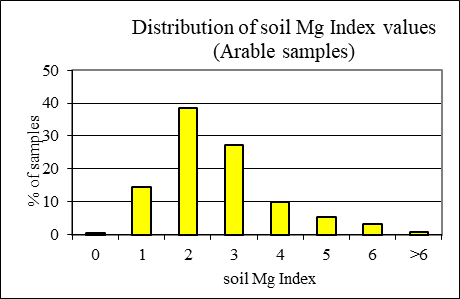 Distribution of soil Mg Index values
(Arable samples)
50
40
30
20
10
0
% of samples
0 1 2 3 4 5 6 >6
soil Mg Index